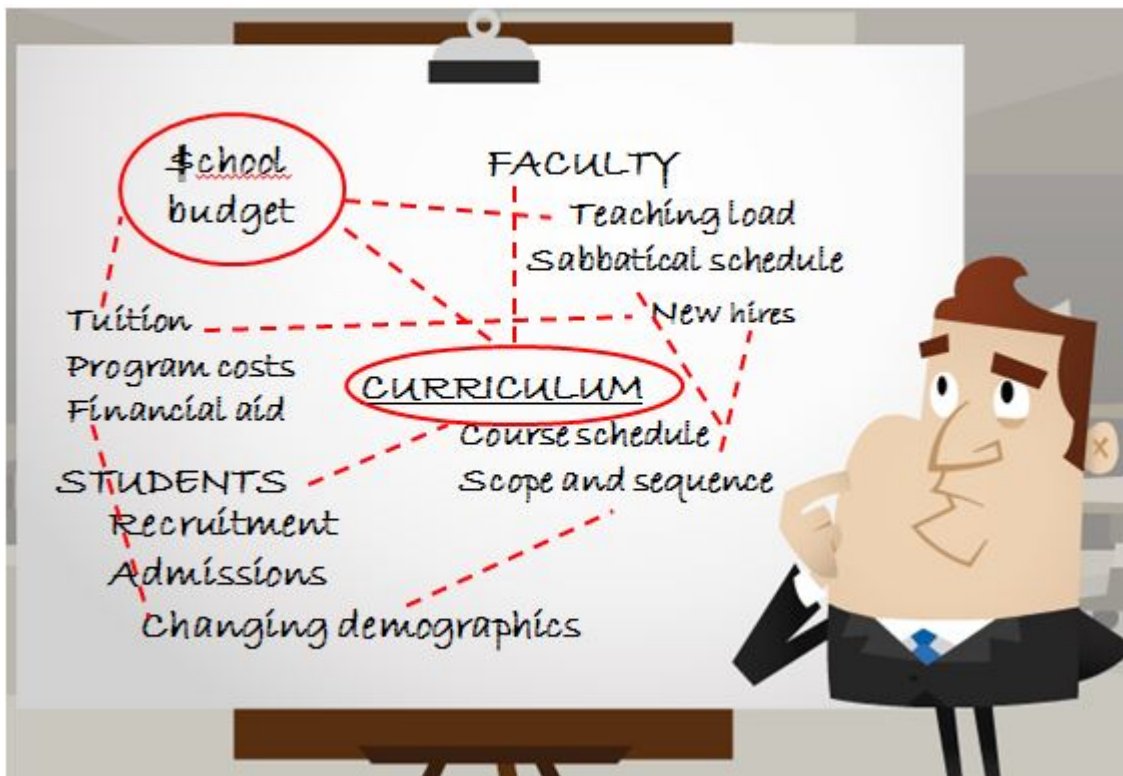 $chool
budget
FACULTY
Teaching load
Sabbatical schedule
New hires
Tuition
Program costs
Financial aid
CURRICULUM
Course schedule
Scope and sequence
STUDENTS
Recruitment
Admissions
Changing demographics